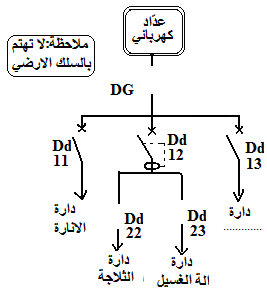 عدّاد
كهربائي
ملاحظة:لا تهتم
بالسلك الارضي
DG
Dd
11
Dd
12
Dd
13
دارة
الانارة
Dd
22
Dd
23
دارة
...........
دارة
الثلاجة
دارة
الة الغسيل